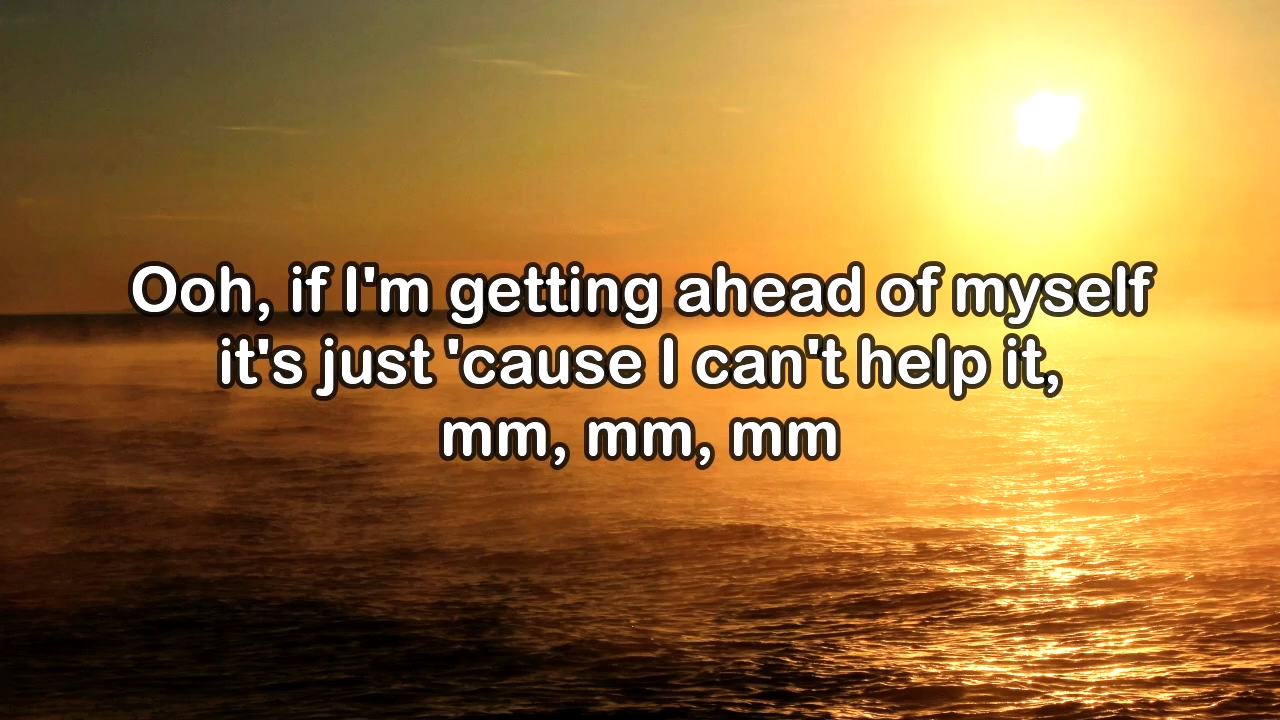 Ooh, if I'm getting ahead of myself
it's just 'cause I can't help it,
mm, mm, mm